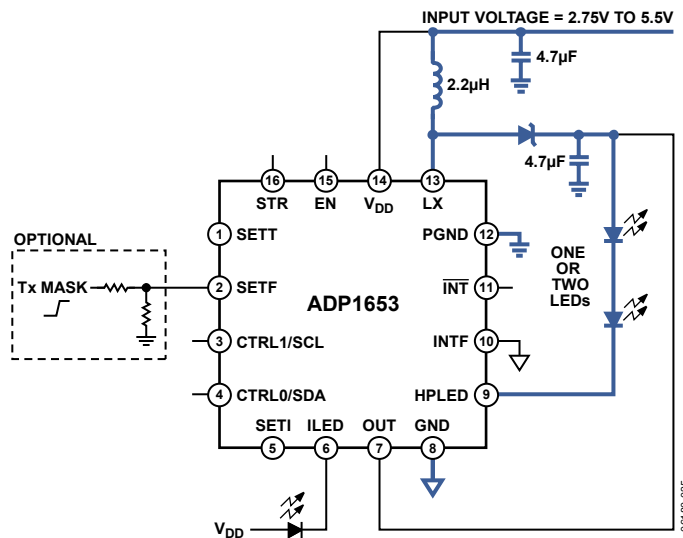 INPUT VOLTAGE = 2.75V TO 5.5V
4.7µF
2.2µH
4.7µF
16
15
14
13
STR
EN
VDD
LX
OPTIONAL
1
SETT
PGND
12
Tx MASK
2
SETF
ADP1653
INT
11
ONE
OR
TWO
LEDs
3
CTRL1/SCL
INTF
10
4
CTRL0/SDA
HPLED
9
SETI
ILED
OUT
GND
5
6
7
8
VDD